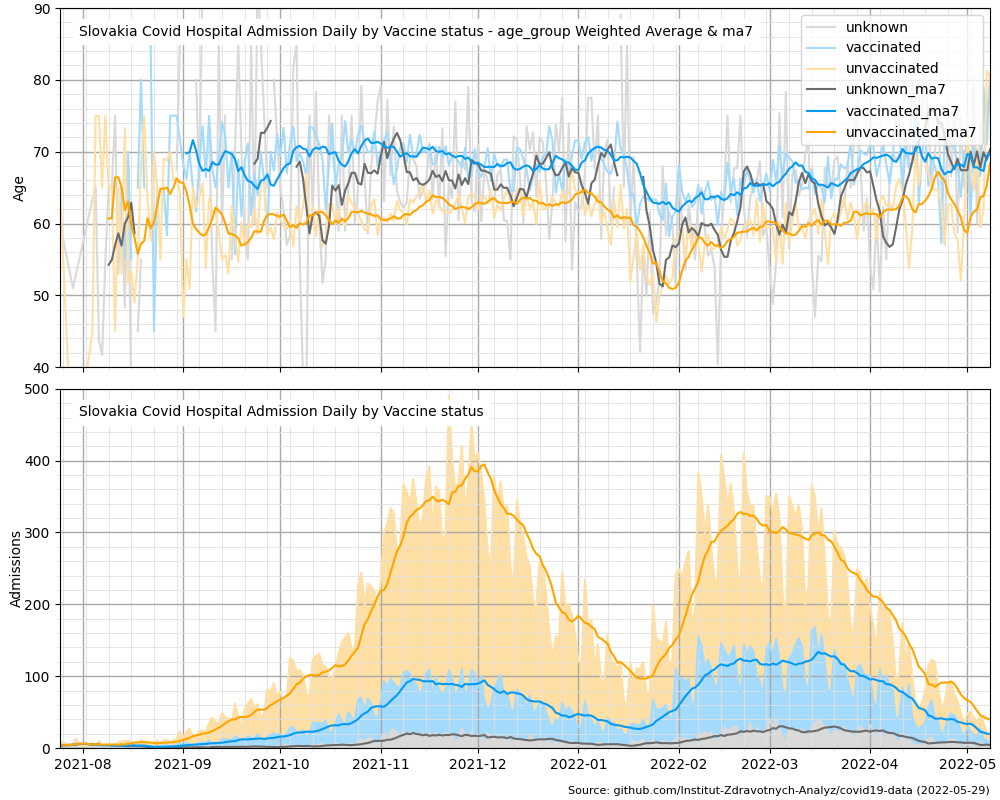 Slovakia Covid Hospital Admission Daily by Vaccine status - age_group Weighted Average & ma7
unknown
vaccinated
unvaccinated
unknown_ma7
vaccinated_ma7
unvaccinated_ma7
90
80
70
60
50
40
Age
Slovakia Covid Hospital Admission Daily by Vaccine status
500
400
300
200
100
0
Admissions
2021-08 2021-09 2021-10 2021-11 2021-12 2022-01 2022-02 2022-03 2022-04 2022-05
Source: github.com/Institut-Zdravotnych-Analyz/covid19-data (2022-05-29)